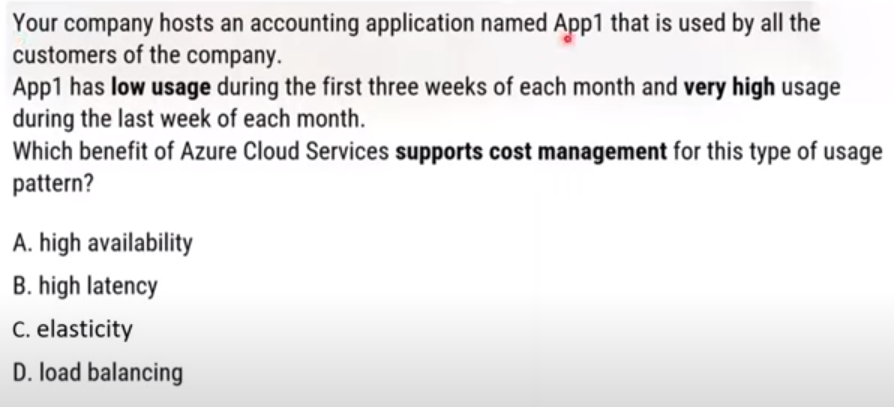 Your company hosts an accounting application named App1 that is used by all the
customers of the company.
App1 has low usage during the first three weeks of each month and very high usage
during the last week of each month.
Which benefit of Azure Cloud Services supports cost management for this type of usage
pattern?
A. high availability
B. high latency
C. elasticity
D. load balancing